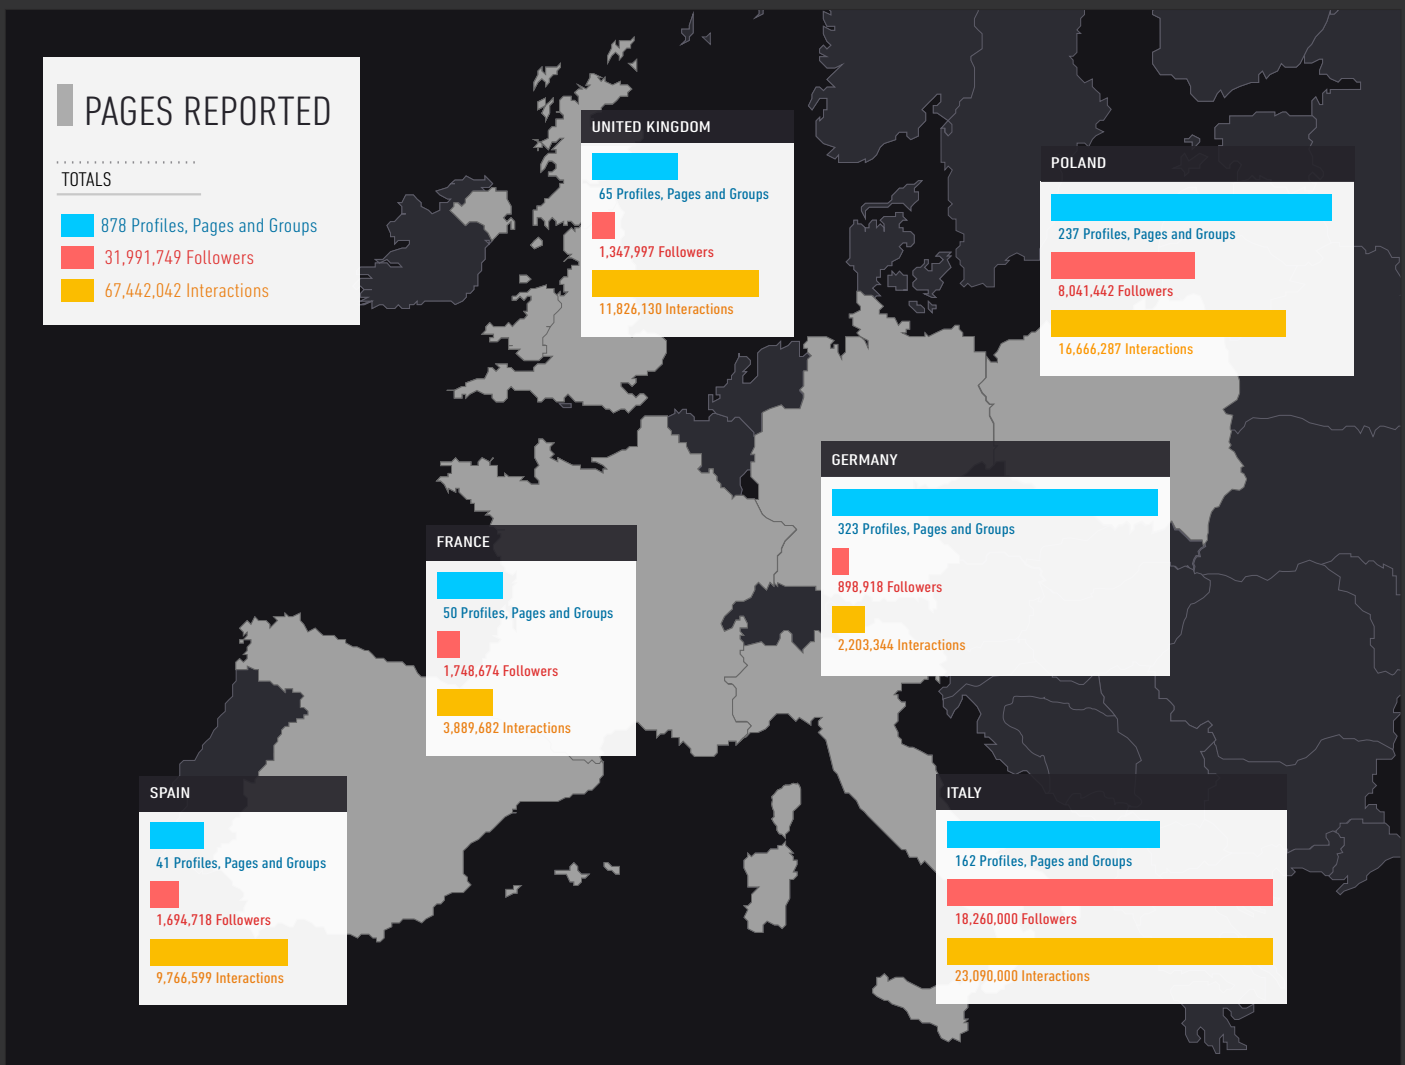 PAGES REPORTED
TOTALS
878 Profiles, Pages and Groups
31,991,749 Followers
67,442,042 Interactions
UNITED KINGDOM
65 Profiles, Pages and Groups
1,347,997 Followers
11,826,130 Interactions
POLAND
237 Profiles, Pages and Groups
8,041,442 Followers
16,666,287 Interactions
GERMANY
323 Profiles, Pages and Groups
898,918 Followers
2,203,344 Interactions
FRANCE
50 Profiles, Pages and Groups
1,748,674 Followers
3,889,682 Interactions
SPAIN
41 Profiles, Pages and Groups
1,694,718 Followers
9,766,599 Interactions
ITALY
162 Profiles, Pages and Groups
18,260,000 Followers
23,090,000 Interactions